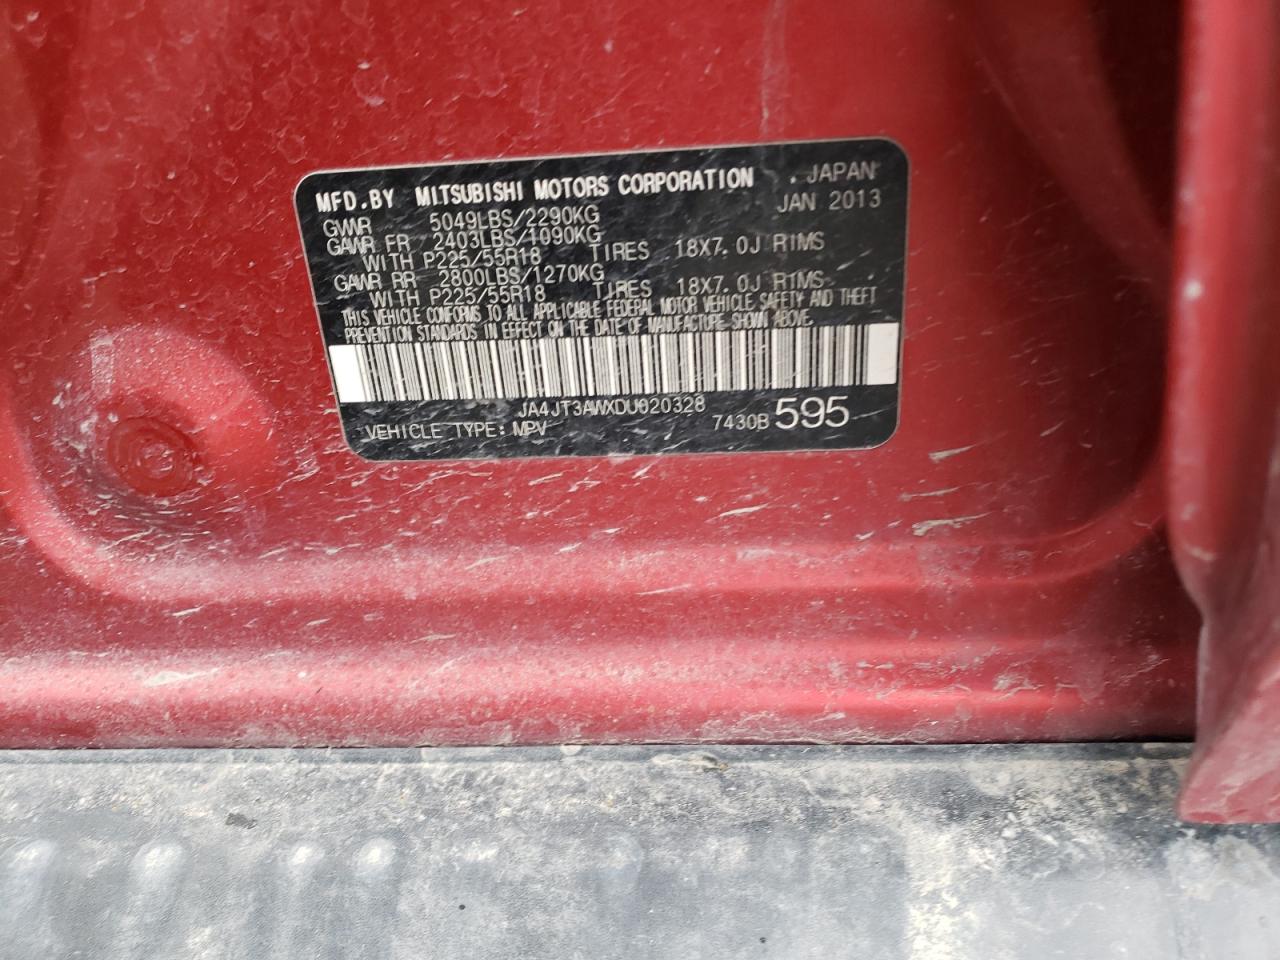 MFD.BY MITSUBISHI MOTORS CORPORATION . JAPAN
GVWR 5049LBS/2290KG JAN 2013
GAWR FR 2403LBS/1090KG
WITH P225/55R18 TIRES 18X7.0J RIMS
GAWR RR 2800LBS/1270KG
WITH P225/55R18 TIRES 18X7.0J RIMS
THIS VEHICLE CONFORMS TO ALL APPLICABLE FEDERAL MOTOR VEHICLE SAFETY AND THEFT
PREVENTION STANDARDS IN EFFECT ON THE DATE OF MANUFACTURE SHOWN ABOVE.
JA4JT3AWXDU020328
VEHICLE TYPE: MPV 7430B 595